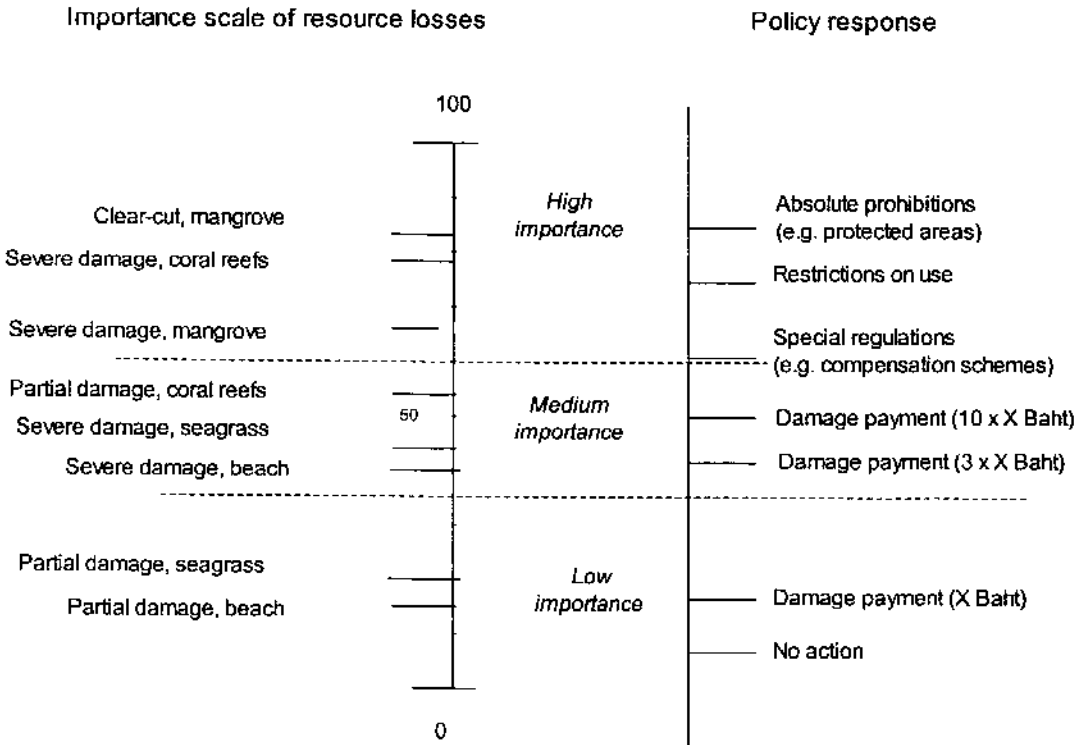 Importance scale of resource losses
Policy response
100
Clear-cut, mangrove
Severe damage, coral reefs
Severe damage, mangrove
Partial damage, coral reefs
50
Severe damage, seagrass
Severe damage, beach
Partial damage, seagrass
Partial damage, beach
0
High
importance
Medium
importance
Low
importance
Absolute prohibitions
(e.g. protected areas)
Restrictions on use
Special regulations
(e.g. compensation schemes)
Damage payment (10 x X Baht)
Damage payment (3 x X Baht)
Damage payment (X Baht)
No action